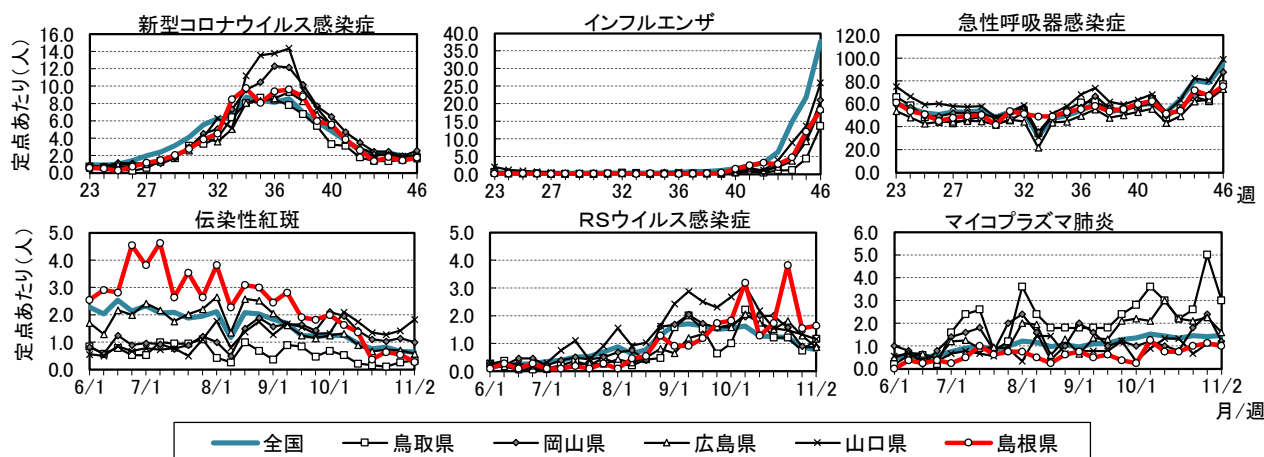 新型コロナウイルス感染症
インフルエンザ
急性呼吸器感染症
定点あたり(人)
16.0
14.0
12.0
10.0
8.0
6.0
4.0
2.0
0.0
23 27 32 36 40 46
40.0
35.0
30.0
25.0
20.0
15.0
10.0
5.0
0.0
23 27 32 36 40 46
120.0
100.0
80.0
60.0
40.0
20.0
0.0
23 27 32 36 40 46 週
伝染性紅斑
RSウイルス感染症
マイコプラズマ肺炎
定点あたり(人)
5.0
4.0
3.0
2.0
1.0
0.0
6/1 7/1 8/1 9/1 10/1 11/2
5.0
4.0
3.0
2.0
1.0
0.0
6/1 7/1 8/1 9/1 10/1 11/2
6.0
5.0
4.0
3.0
2.0
1.0
0.0
6/1 7/1 8/1 9/1 10/1 11/2
月/週
全国 鳥取県 岡山県 広島県 山口県 島根県